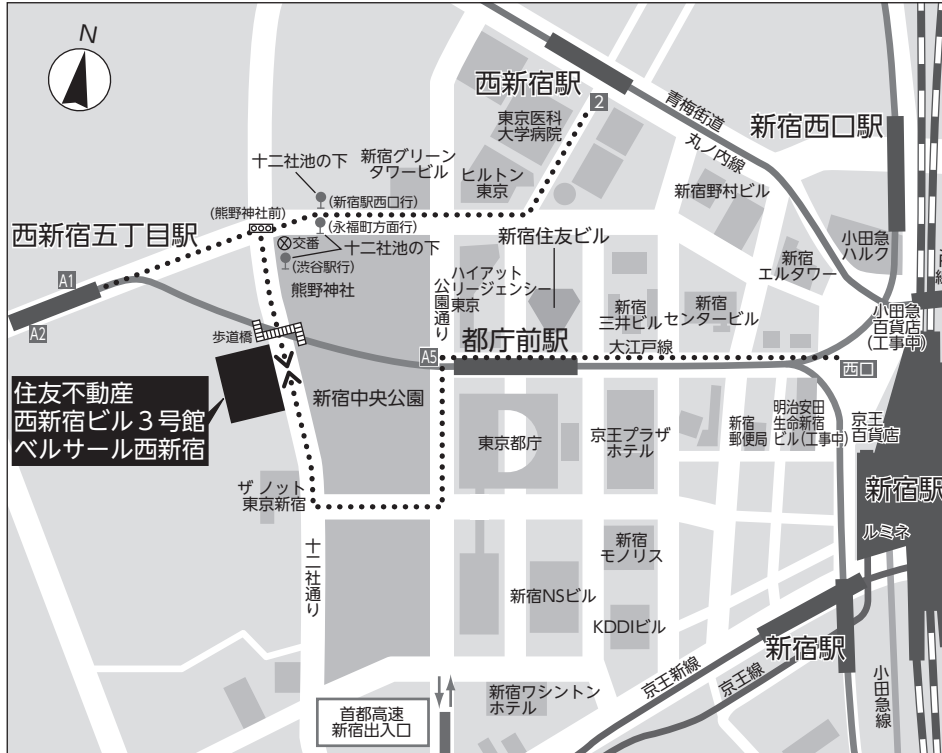 N
西新宿駅
2
青梅街道
丸ノ内線
新宿西口駅
東京医科
大学病院
十二社池の下
新宿グリーン
タワービル
ヒルトン
東京
新宿野村ビル
(熊野神社前)
(新宿駅西口行)
(永福町方面行)
西新宿五丁目駅
交番
十二社池の下
(渋谷駅行)
熊野神社
新宿住友ビル
小田急
ハルク
新宿
エルタワー
A1
A2
ハイアット
リージェンシー
東京
公園通り
新宿
三井ビル
新宿
センタービル
小田急
百貨店
(工事中)
歩道橋
都庁前駅
A5
大江戸線
西口
住友不動産
西新宿ビル3号館
ベルサール西新宿
新宿中央公園
東京都庁
京王プラザ
ホテル
新宿
郵便局
明治安田
生命新宿
ビル(工事中)
京王
百貨店
ザ ノット
東京新宿
新宿駅
ルミネ
十二社通り
新宿
モノリス
新宿NSビル
KDDIビル
新宿駅
京王新線
京王線
小田急線
新宿ワシントン
ホテル
首都高速
新宿出入口